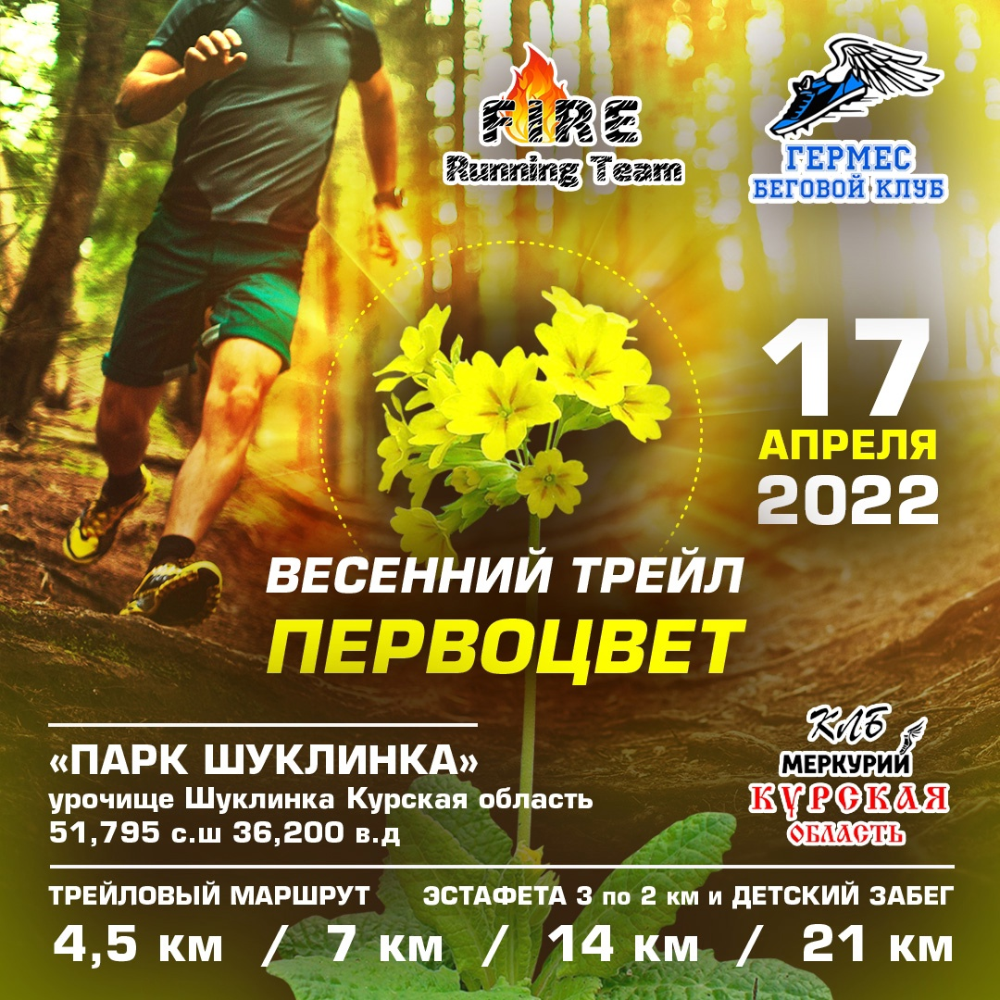 FIRE
Running Team
ГЕРМЕС
БЕГОВОЙ КЛУБ
17
АПРЕЛЯ
2022
ВЕСЕННИЙ ТРЕЙЛ
ПЕРВОЦВЕТ
«ПАРК ШУКЛИНКА»
урочище Шуклинка Курская область
51,795 с.ш 36,200 в.д
КЛБ
МЕРКУРИЙ
КУРСКАЯ
ОБЛАСТЬ
ТРЕЙЛОВЫЙ МАРШРУТ ЭСТАФЕТА 3 по 2 км и ДЕТСКИЙ ЗАБЕГ
4,5 км / 7 км / 14 км / 21 км